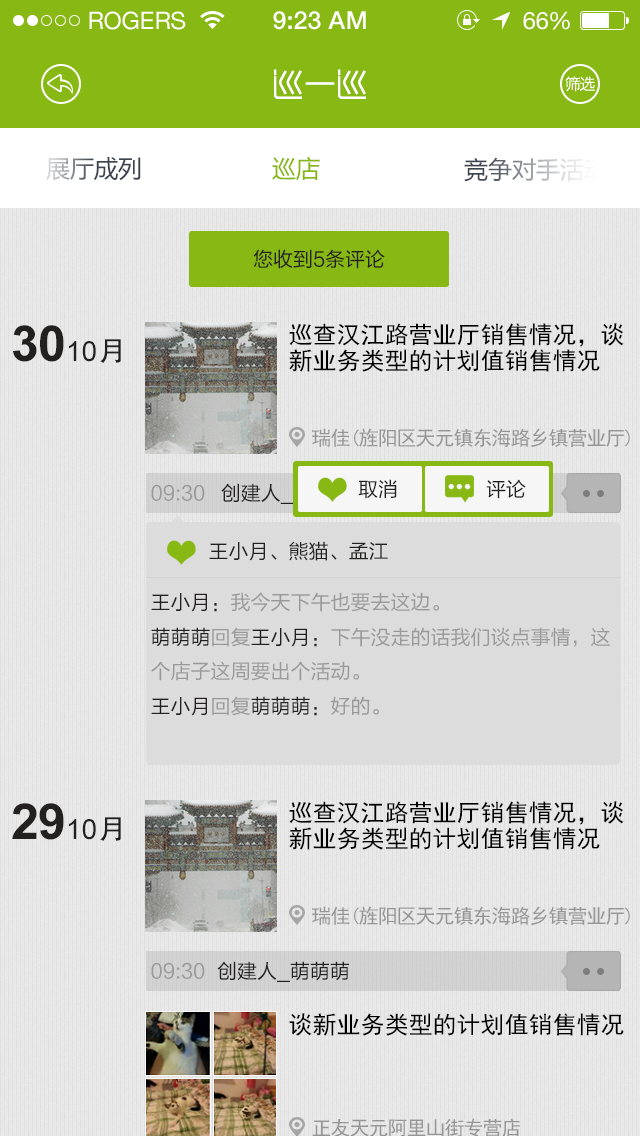 ROGERS 9:23 AM 66%
巡一巡 筛选
展厅成列 巡店 竞争对手活动
您收到5条评论
30 10月
巡查汉江路营业厅销售情况，谈
新业务类型的计划值销售情况
瑞佳(旌阳区天元镇东海路乡镇营业厅)
09:30 创建人_ 取消 评论
王小月、熊猫、孟江
王小月：我今天下午也要去这边。
萌萌萌回复王小月：下午没走的话我们谈点事情，这
个店子这周要出个活动。
王小月回复萌萌萌：好的。
29 10月
巡查汉江路营业厅销售情况，谈
新业务类型的计划值销售情况
瑞佳(旌阳区天元镇东海路乡镇营业厅)
09:30 创建人_萌萌萌
谈新业务类型的计划值销售情况
正友天元阿里山街专营店